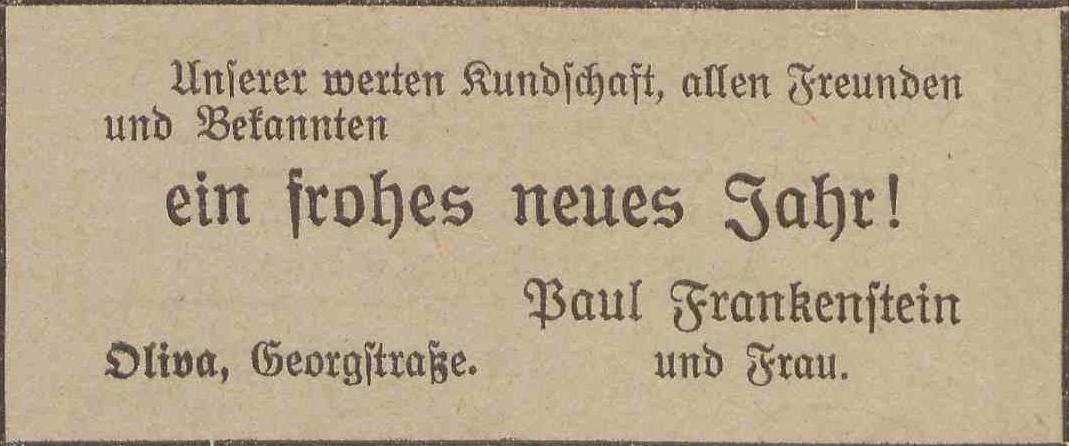 Unserer werten Kundschaft, allen Freunden
und Bekannten
ein frohes neues Jahr!
Paul Frankenstein
Oliva, Georgstraße. und Frau.